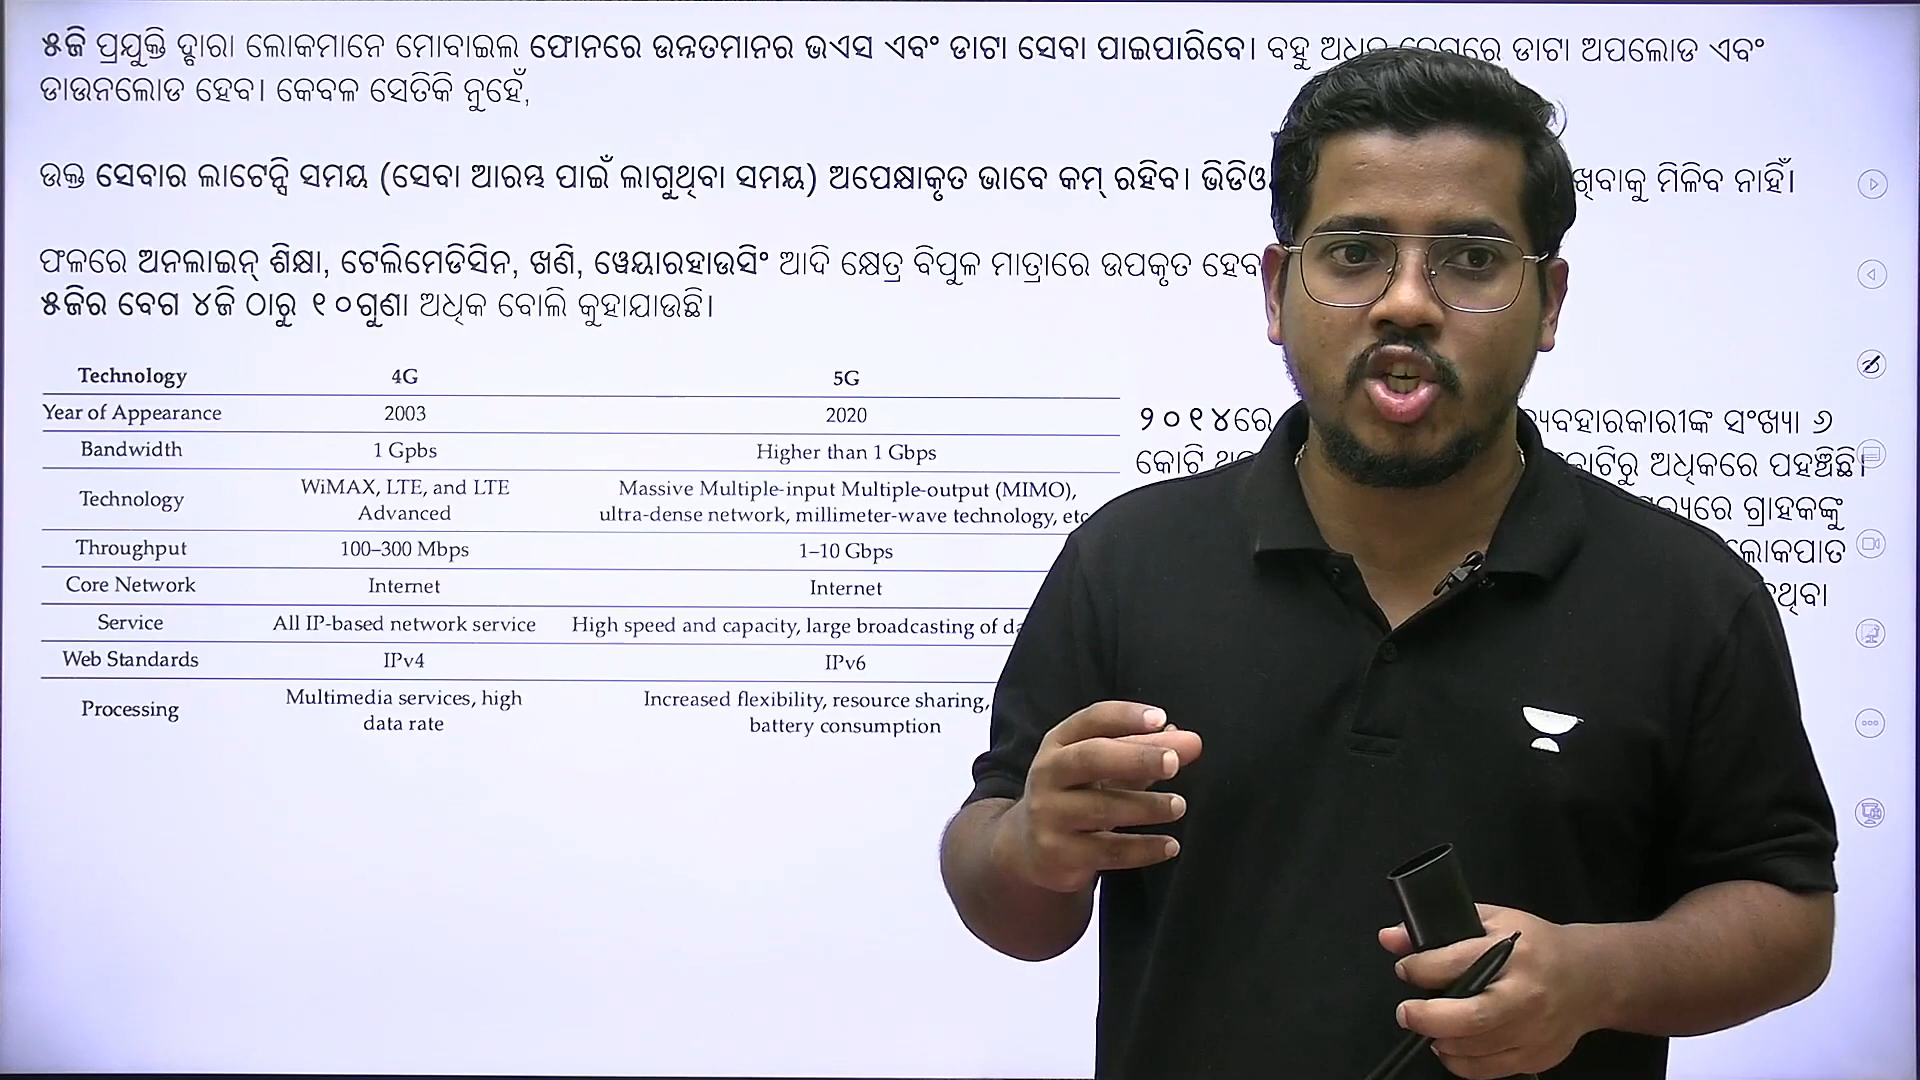 ୫ଜି ପ୍ରଯୁକ୍ତି ଦ୍ୱାରା ଲୋକମାନେ ମୋବାଇଲ ଫୋନରେ ଉନ୍ନତମାନର ଭଏସ ଏବଂ ଡାଟା ସେବା ପାଇପାରିବେ। ବହୁ ଡାଟା ଅପଲୋଡ ଏବଂ
ଡାଉନଲୋଡ ହେବ। କେବଳ ସେତିକି ନୁହେଁ,
ଉକ୍ତ ସେବାର ଲାଟେନ୍ସି ସମୟ (ସେବା ଆରମ୍ଭ ପାଇଁ ଲାଗୁଥିବା ସମୟ) ଅପେକ୍ଷାକୃତ ଭାବେ କମ୍ ରହିବ। ଭିଡିଓ ମିଳିବ ନାହିଁ।
ଫଳରେ ଅନଲାଇନ୍ ଶିକ୍ଷା, ଟେଲିମେଡିସିନ, ଖଣି, ୱେୟାରହାଉସିଂ ଆଦି କ୍ଷେତ୍ର ବିପୁଳ ମାତ୍ରାରେ ଉପକୃତ ହେବ
୫ଜିର ବେଗ ୪ଜି ଠାରୁ ୧୦ଗୁଣା ଅଧିକ ବୋଲି କୁହାଯାଉଛି।
Technology 4G 5G
Year of Appearance 2003 2020
Bandwidth 1 Gpbs Higher than 1 Gbps
Technology WiMAX, LTE, and LTE Advanced Massive Multiple-input Multiple-output (MIMO), ultra-dense network, millimeter-wave technology, etc
Throughput 100–300 Mbps 1–10 Gbps
Core Network Internet Internet
Service All IP-based network service High speed and capacity, large broadcasting of
Web Standards IPv4 IPv6
Processing Multimedia services, high data rate Increased flexibility, resource sharing, battery consumption
୨୦୧୪ରେ ସଂଖ୍ୟା ୬
କୋଟି ଅଧିକରେ ପହଞ୍ଚିଛି।
ଗ୍ରାହକଙ୍କୁ